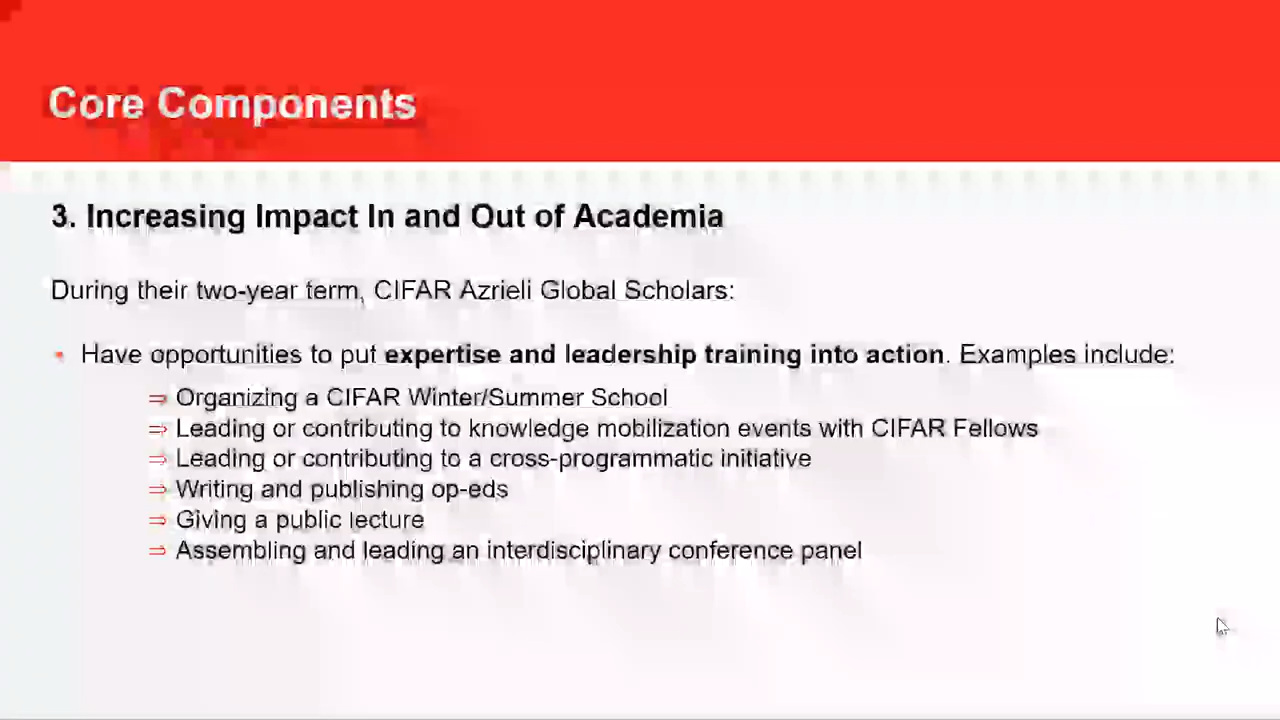 Core Components
3. Increasing Impact In and Out of Academia
During their two-year term, CIFAR Azrieli Global Scholars:
• Have opportunities to put expertise and leadership training into action. Examples include:
⇒ Organizing a CIFAR Winter/Summer School
⇒ Leading or contributing to knowledge mobilization events with CIFAR Fellows
⇒ Leading or contributing to a cross-programmatic initiative
⇒ Writing and publishing op-eds
⇒ Giving a public lecture
⇒ Assembling and leading an interdisciplinary conference panel